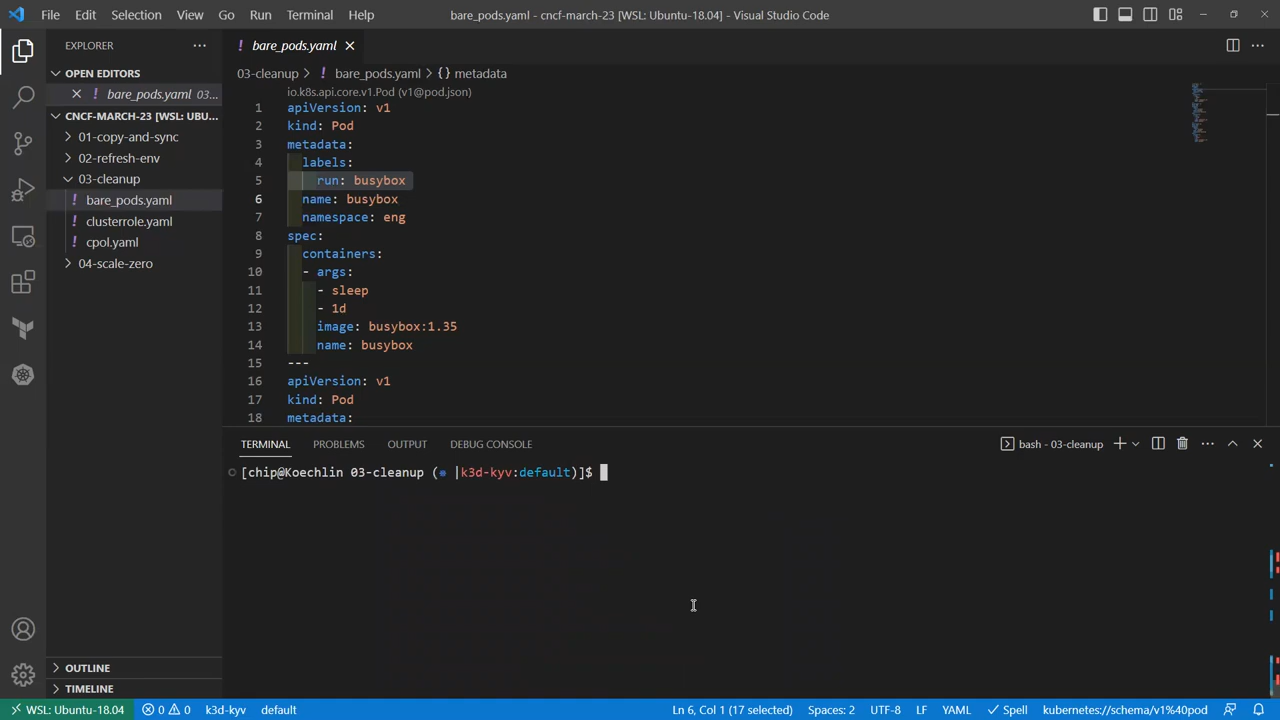 File Edit Selection View Go Run Terminal Help
bare_pods.yaml - cncf-march-23 [WSL: Ubuntu-18.04] - Visual Studio Code
EXPLORER
OPEN EDITORS
bare_pods.yaml 03...
CNCF-MARCH-23 [WSL: UBU...
01-copy-and-sync
02-refresh-env
03-cleanup
! bare_pods.yaml
! clusterrole.yaml
! cpol.yaml
04-scale-zero
OUTLINE
TIMELINE
! bare_pods.yaml
03-cleanup > ! bare_pods.yaml > {} metadata
io.k8s.api.core.v1.Pod (v1@pod.json)
1 apiVersion: v1
2 kind: Pod
3 metadata:
4 labels:
5 run: busybox
6 name: busybox
7 namespace: eng
8 spec:
9 containers:
10 - args:
11 - sleep
12 - 1d
13 image: busybox:1.35
14 name: busybox
15 ---
16 apiVersion: v1
17 kind: Pod
18 metadata:
TERMINAL PROBLEMS OUTPUT DEBUG CONSOLE
bash - 03-cleanup
[chip@Koechlin 03-cleanup (⎈ |k3d-kyv:default)]$
WSL: Ubuntu-18.04 0 0 k3d-kyv default
Ln 6, Col 1 (17 selected) Spaces: 2 UTF-8 LF YAML Spell kubernetes://schema/v1%40pod